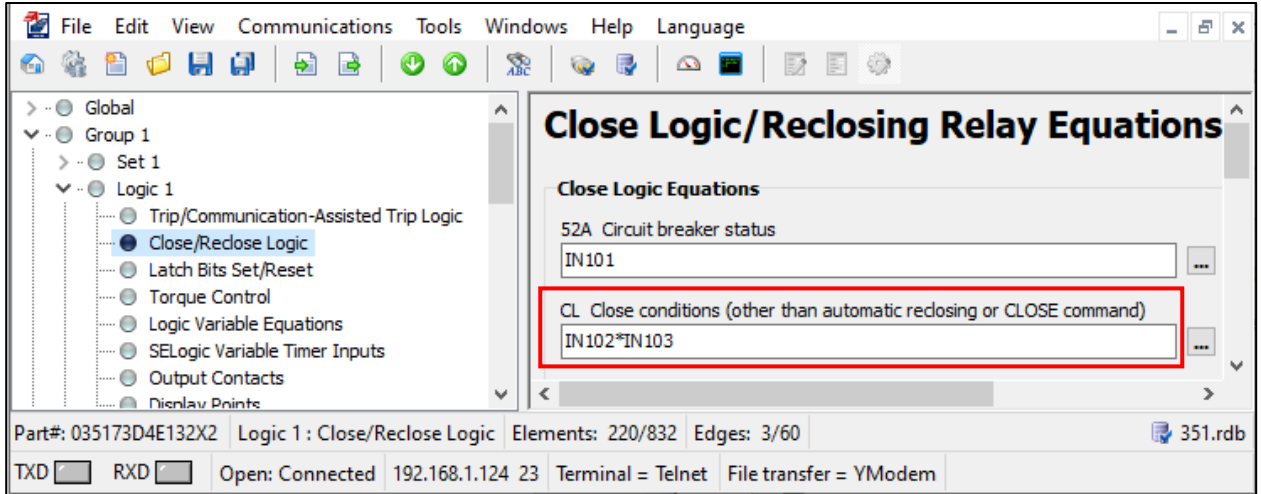 File Edit View Communications Tools Windows Help Language
ABC
Global
Group 1
Set 1
Logic 1
Trip/Communication-Assisted Trip Logic
Close/Reclose Logic
Latch Bits Set/Reset
Torque Control
Logic Variable Equations
SELogic Variable Timer Inputs
Output Contacts
Display Points
Close Logic/Reclosing Relay Equations
Close Logic Equations
52A Circuit breaker status
IN101
...
CL Close conditions (other than automatic reclosing or CLOSE command)
IN102*IN103
...
Part#: 035173D4E132X2 Logic 1 : Close/Reclose Logic Elements: 220/832 Edges: 3/60 351.rdb
TXD RXD Open: Connected 192.168.1.124 23 Terminal = Telnet File transfer = YModem